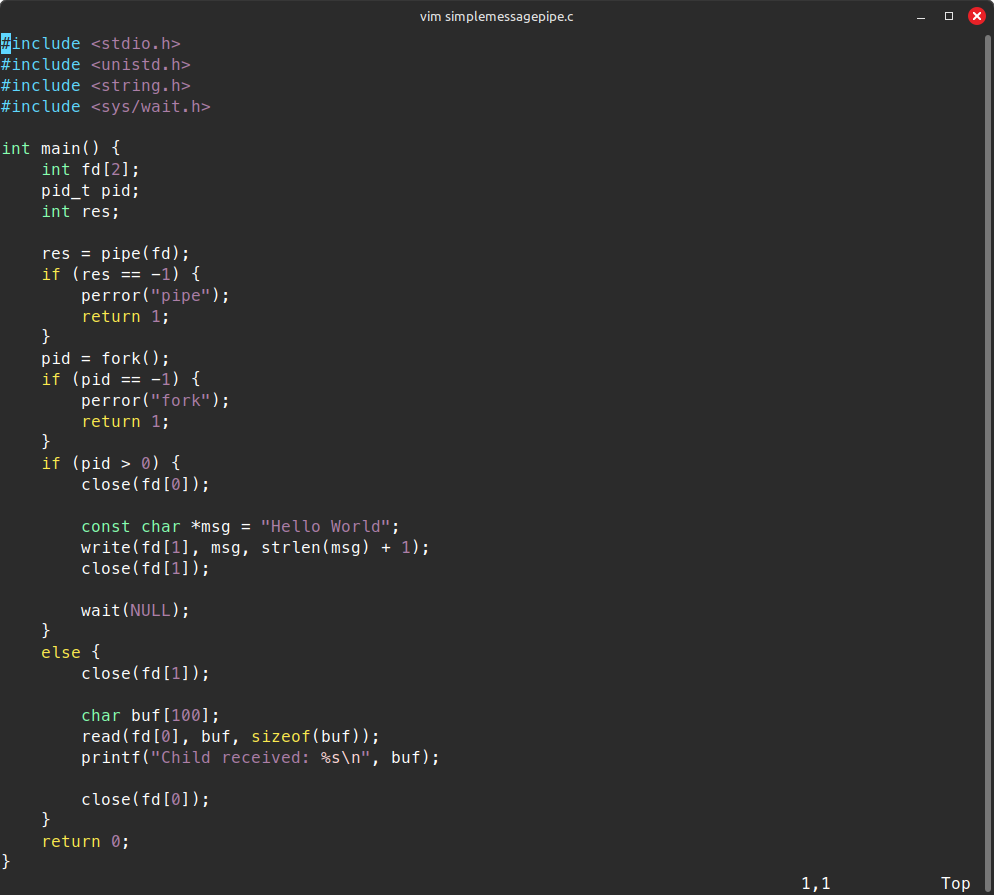 vim simplemessagepipe.c
#include <stdio.h>
#include <unistd.h>
#include <string.h>
#include <sys/wait.h>

int main() {
    int fd[2];
    pid_t pid;
    int res;

    res = pipe(fd);
    if (res == -1) {
        perror("pipe");
        return 1;
    }
    pid = fork();
    if (pid == -1) {
        perror("fork");
        return 1;
    }
    if (pid > 0) {
        close(fd[0]);

        const char *msg = "Hello World";
        write(fd[1], msg, strlen(msg) + 1);
        close(fd[1]);

        wait(NULL);
    }
    else {
        close(fd[1]);

        char buf[100];
        read(fd[0], buf, sizeof(buf));
        printf("Child received: %s\n", buf);

        close(fd[0]);
    }
    return 0;
}
1,1 Top